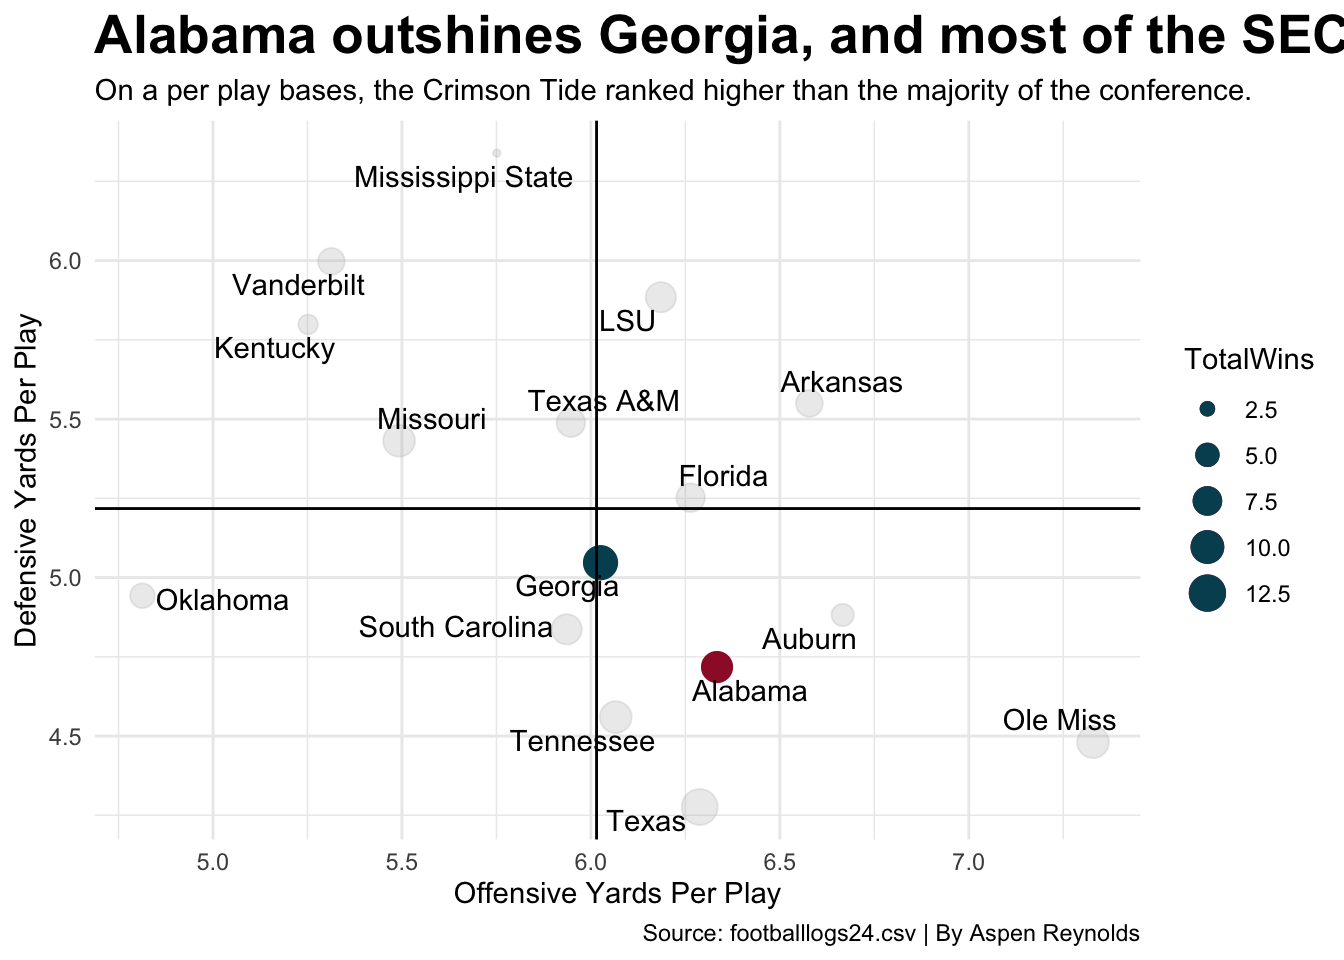 Alabama outshines Georgia, and most of the SEC
On a per play bases, the Crimson Tide ranked higher than the majority of the conference.
Mississippi State
6.0
Vanderbilt
LSU
Kentucky
Arkansas
Texas A&M
5.5
Missouri
Florida
Georgia
5.0
Oklahoma
South Carolina
Auburn
Alabama
Ole Miss
4.5
Tennessee
Texas
Defensive Yards Per Play
5.0
5.5
6.0
6.5
7.0
Offensive Yards Per Play
TotalWins
2.5
5.0
7.5
10.0
12.5
Source: footballlogs24.csv | By Aspen Reynolds